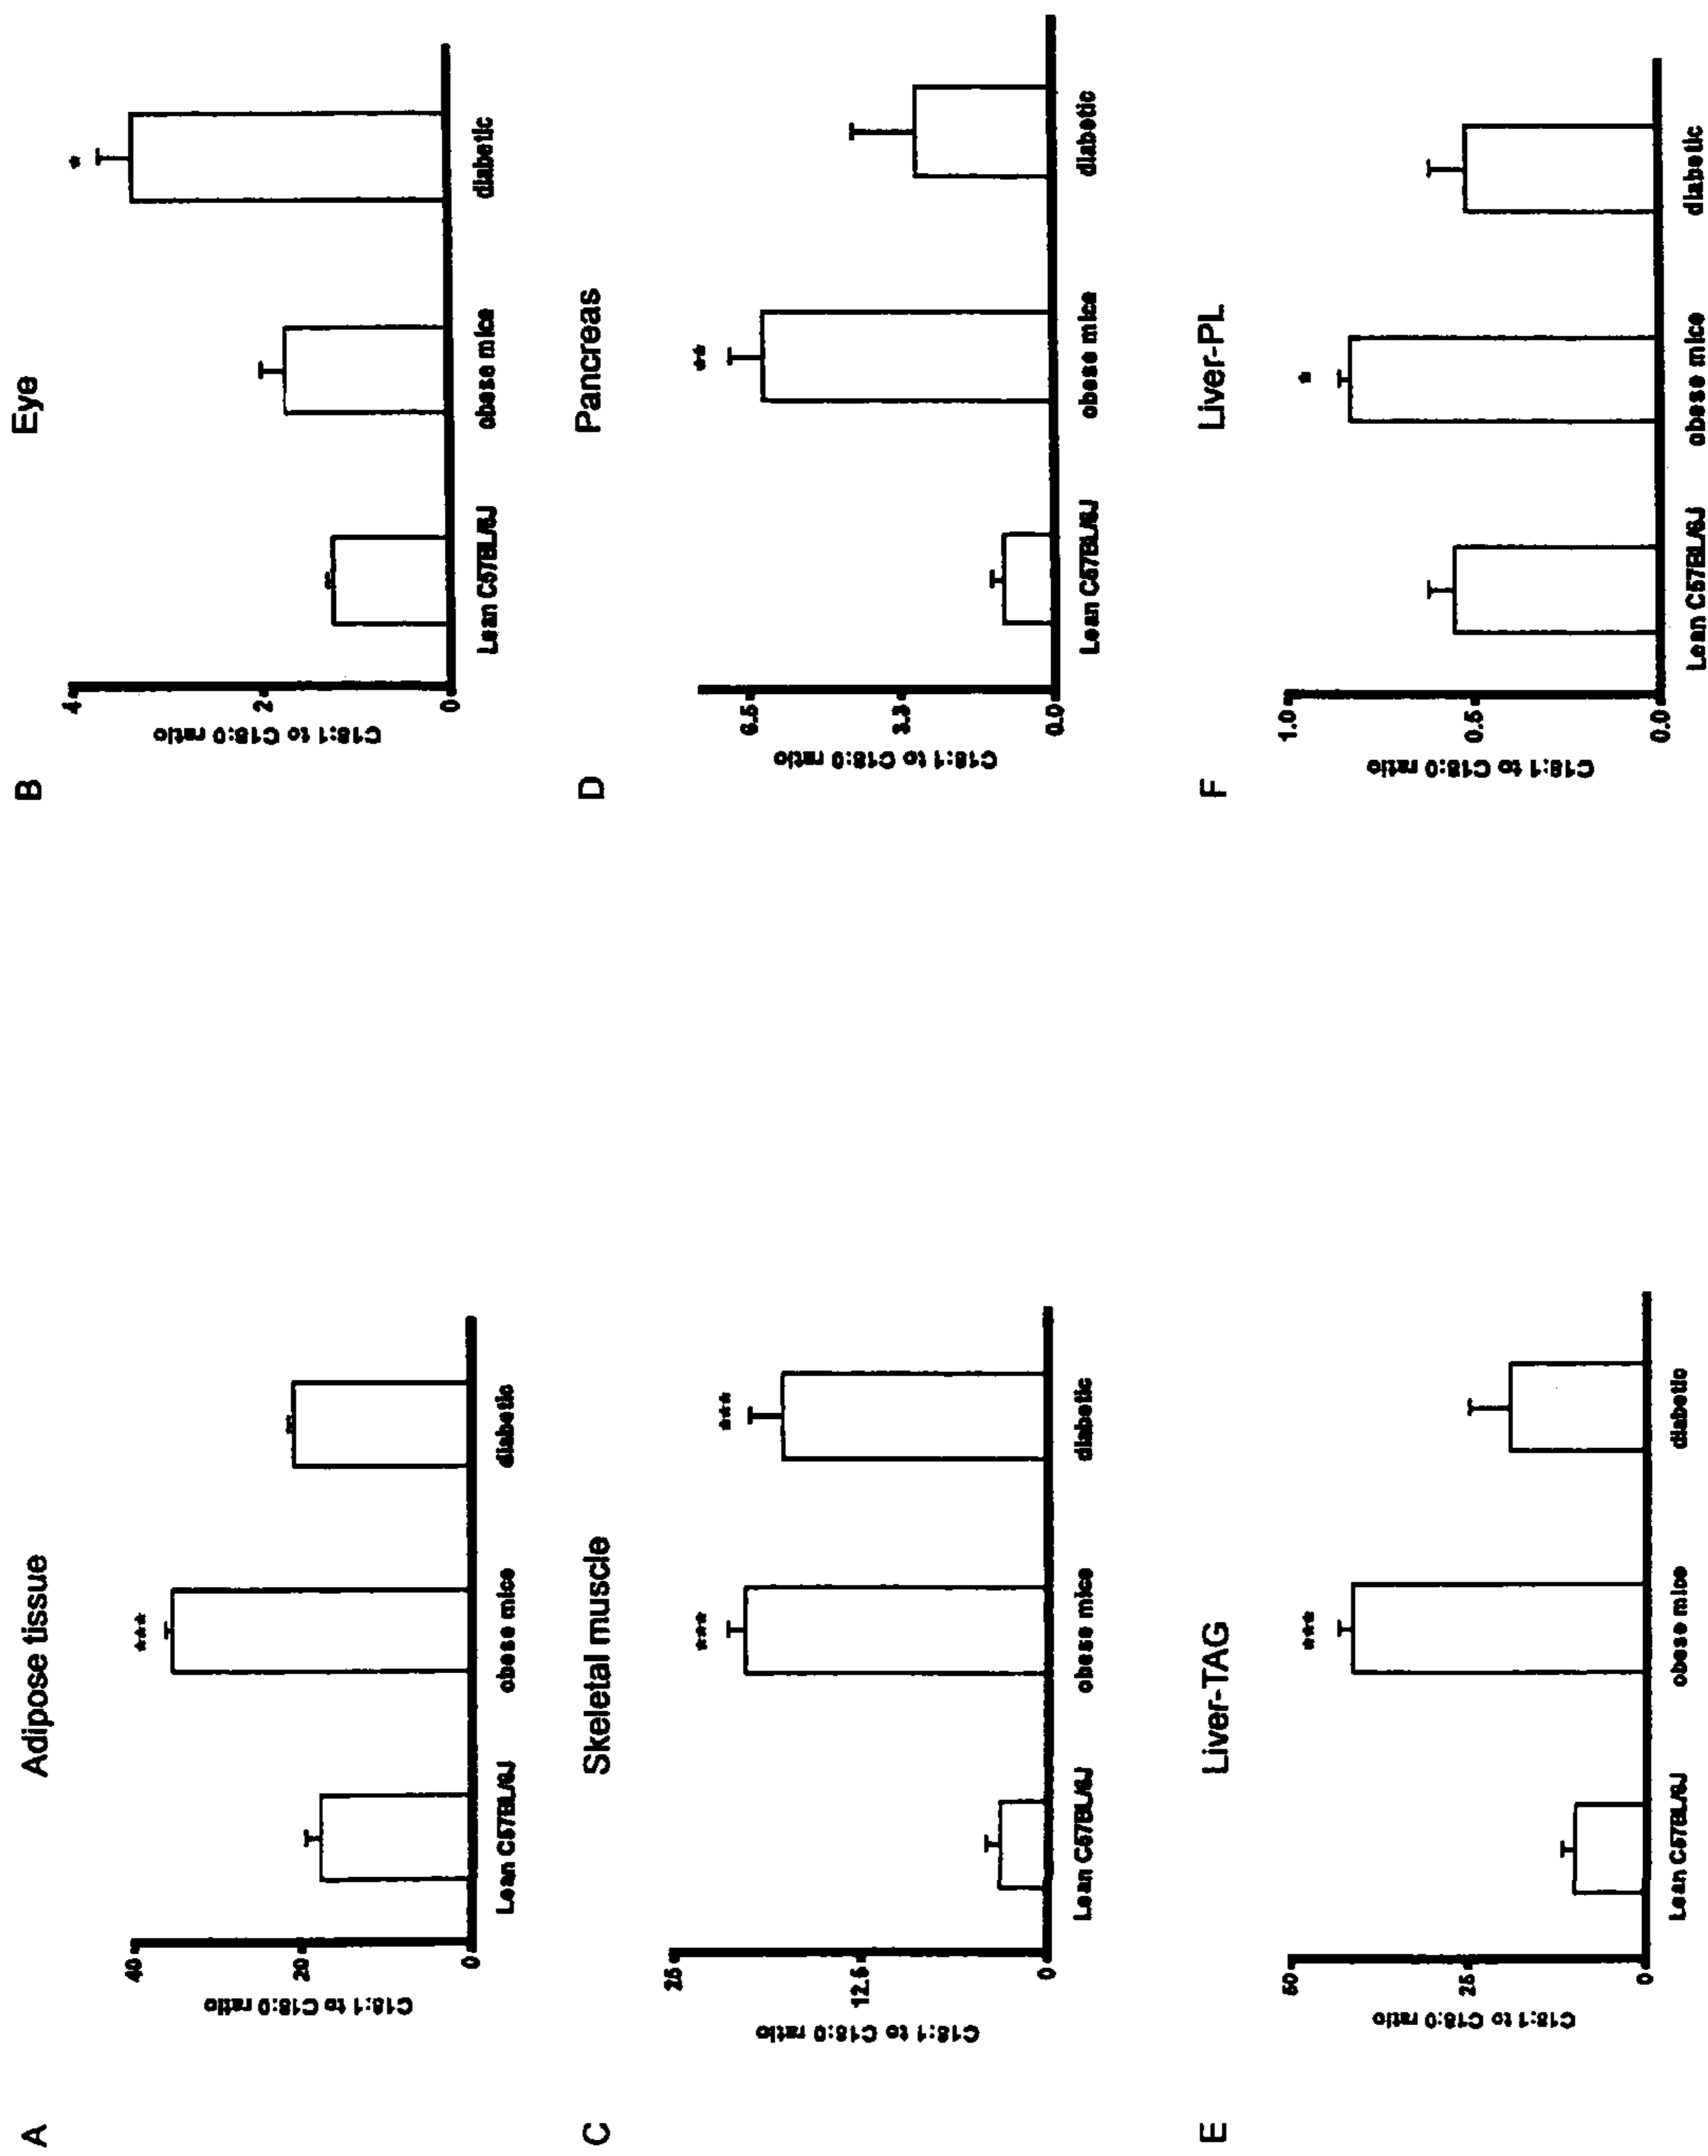 A
Adipose tissue
C18:1 to C18:0 ratio
40
20
0
***
Lean C57BL/6J obese mice diabetic
B
Eye
C18:1 to C18:0 ratio
4
2
0
*
Lean C57BL/6J obese mice diabetic
C
Skeletal muscle
C18:1 to C18:0 ratio
25
12.5
0
*** ***
Lean C57BL/6J obese mice diabetic
D
Pancreas
C18:1 to C18:0 ratio
6.5
3.3
0.0
**
Lean C57BL/6J obese mice diabetic
E
Liver-TAG
C18:1 to C18:0 ratio
50
25
0
***
Lean C57BL/6J obese mice diabetic
F
Liver-PL
C18:1 to C18:0 ratio
1.0
0.5
0.0
*
Lean C57BL/6J obese mice diabetic